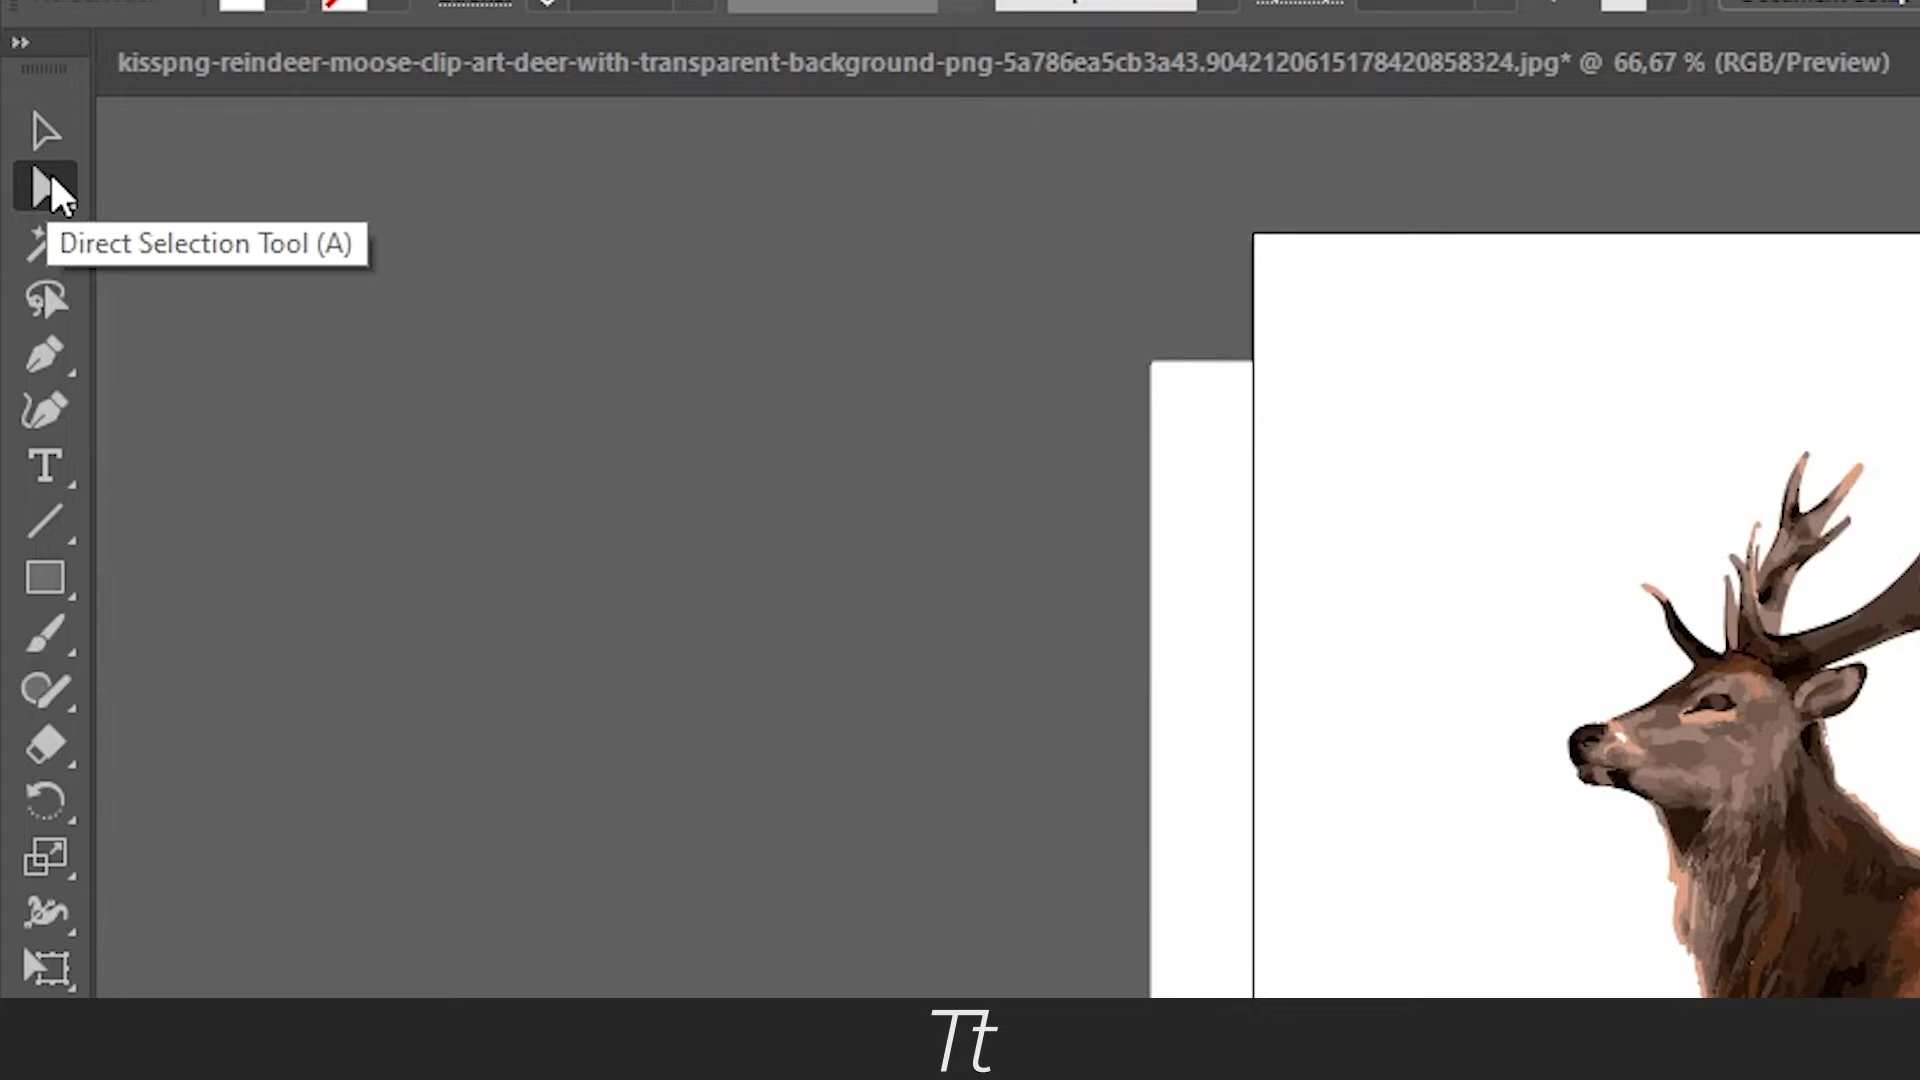 kisspng-reindeer-moose-clip-art-deer-with-transparent-background-png-5a786ea5cb3a43.9042120615178420858324.jpg* @ 66,67 % (RGB/Preview)
Direct Selection Tool (A)
Tt